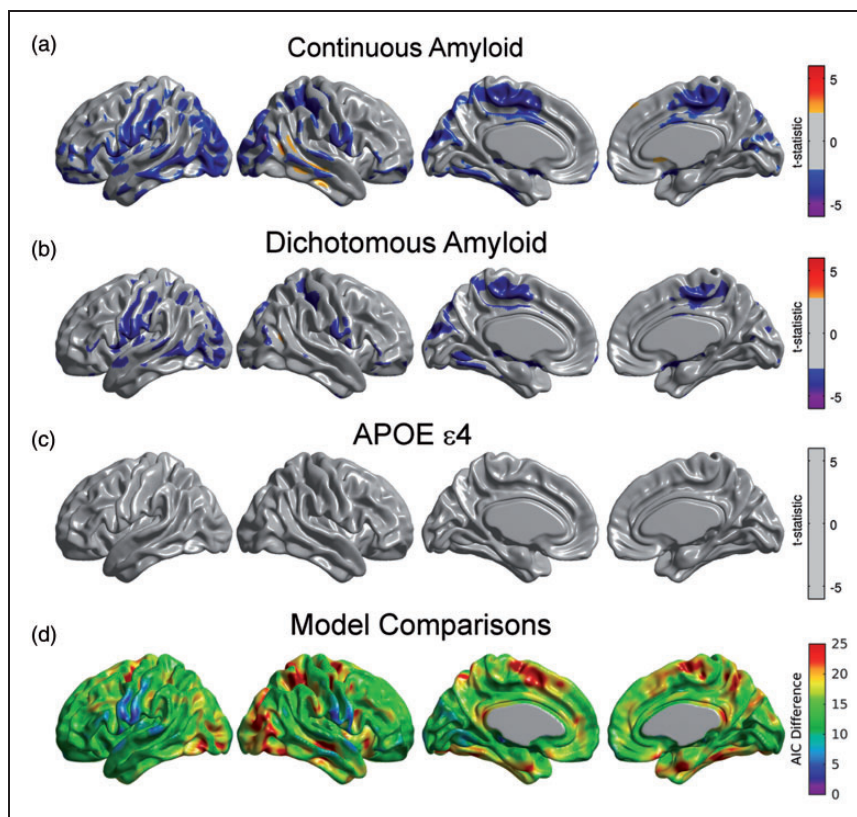 (a)
Continuous Amyloid
5
0
-5
t-statistic
(b)
Dichotomous Amyloid
5
0
-5
t-statistic
(c)
APOE ε4
5
0
-5
t-statistic
(d)
Model Comparisons
25
20
15
10
5
0
AIC Difference